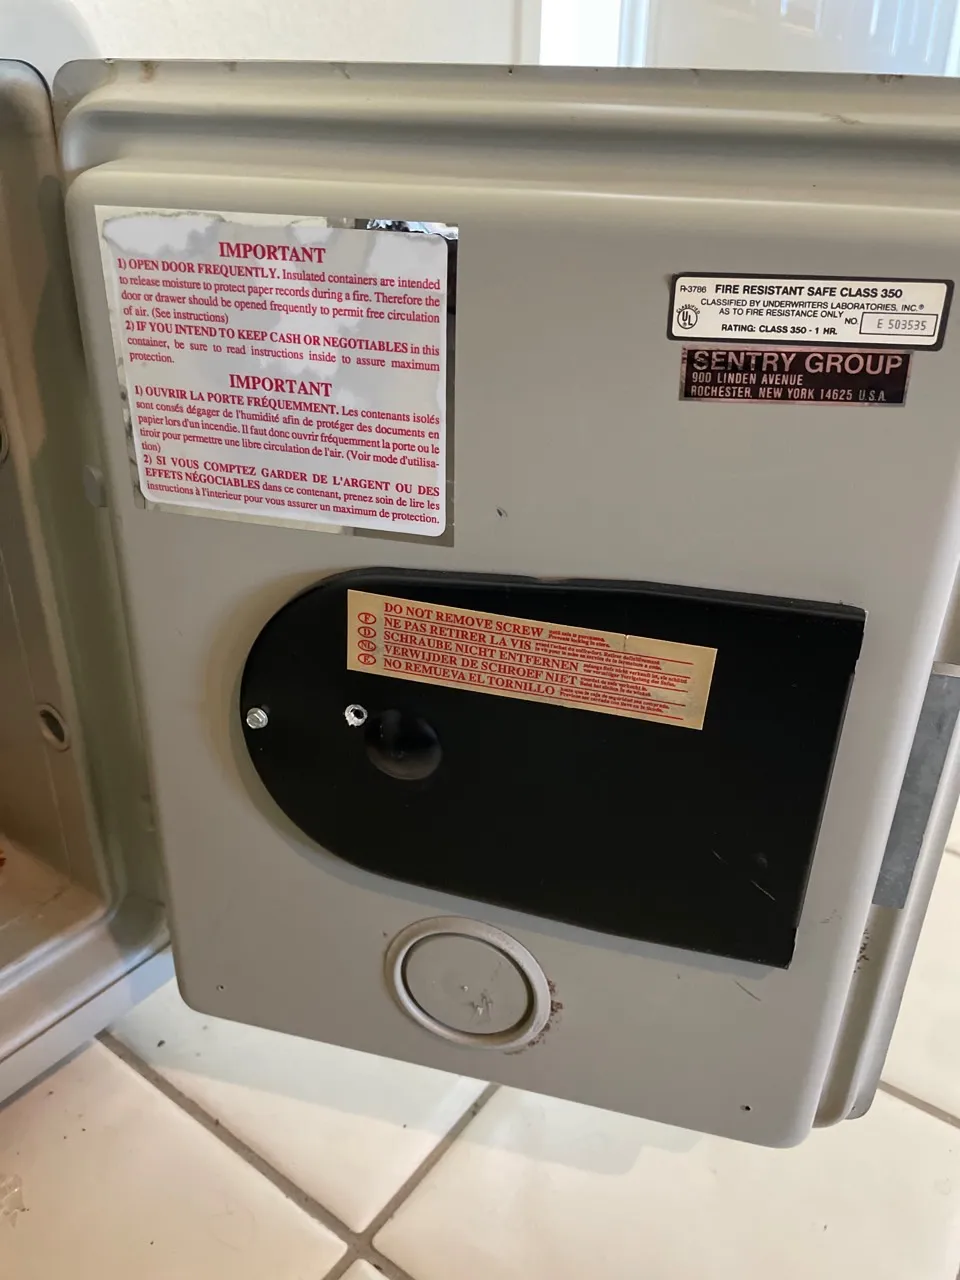 IMPORTANT
1) OPEN DOOR FREQUENTLY. Insulated containers are intended
to release moisture to protect paper records during a fire. Therefore the
door or drawer should be opened frequently to permit free circulation
of air. (See instructions)
2) IF YOU INTEND TO KEEP CASH OR NEGOTIABLES in this
container, be sure to read instructions inside to assure maximum
protection.
IMPORTANT
1) OUVRIR LA PORTE FRÉQUEMMENT. Les contenants isolés
sont consés dégager de l'humidité afin de protéger des documents en
papier lors d'un incendie. Il faut donc ouvrir fréquemment la porte ou le
tiroir pour permettre une libre circulation de l'air. (Voir mode d'utilisa-
tion)
2) SI VOUS COMPTEZ GARDER DE L'ARGENT OU DES
EFFETS NÉGOCIABLES dans ce contenant, prenez soin de lire les
instructions à l'interieur pour vous assurer un maximum de protection.
R-3786 FIRE RESISTANT SAFE CLASS 350
CLASSIFIED BY UNDERWRITERS LABORATORIES, INC.®
AS TO FIRE RESISTANCE ONLY
CLASSIFIED UL
NO. E 503535
RATING: CLASS 350 - 1 HR.
SENTRY GROUP
900 LINDEN AVENUE
ROCHESTER, NEW YORK 14625 U.S.A.
DO NOT REMOVE SCREW
F NE PAS RETIRER LA VIS
D SCHRAUBE NICHT ENTFERNEN
NL VERWIJDER DE SCHROEF NIET
E NO REMUEVA EL TORNILLO